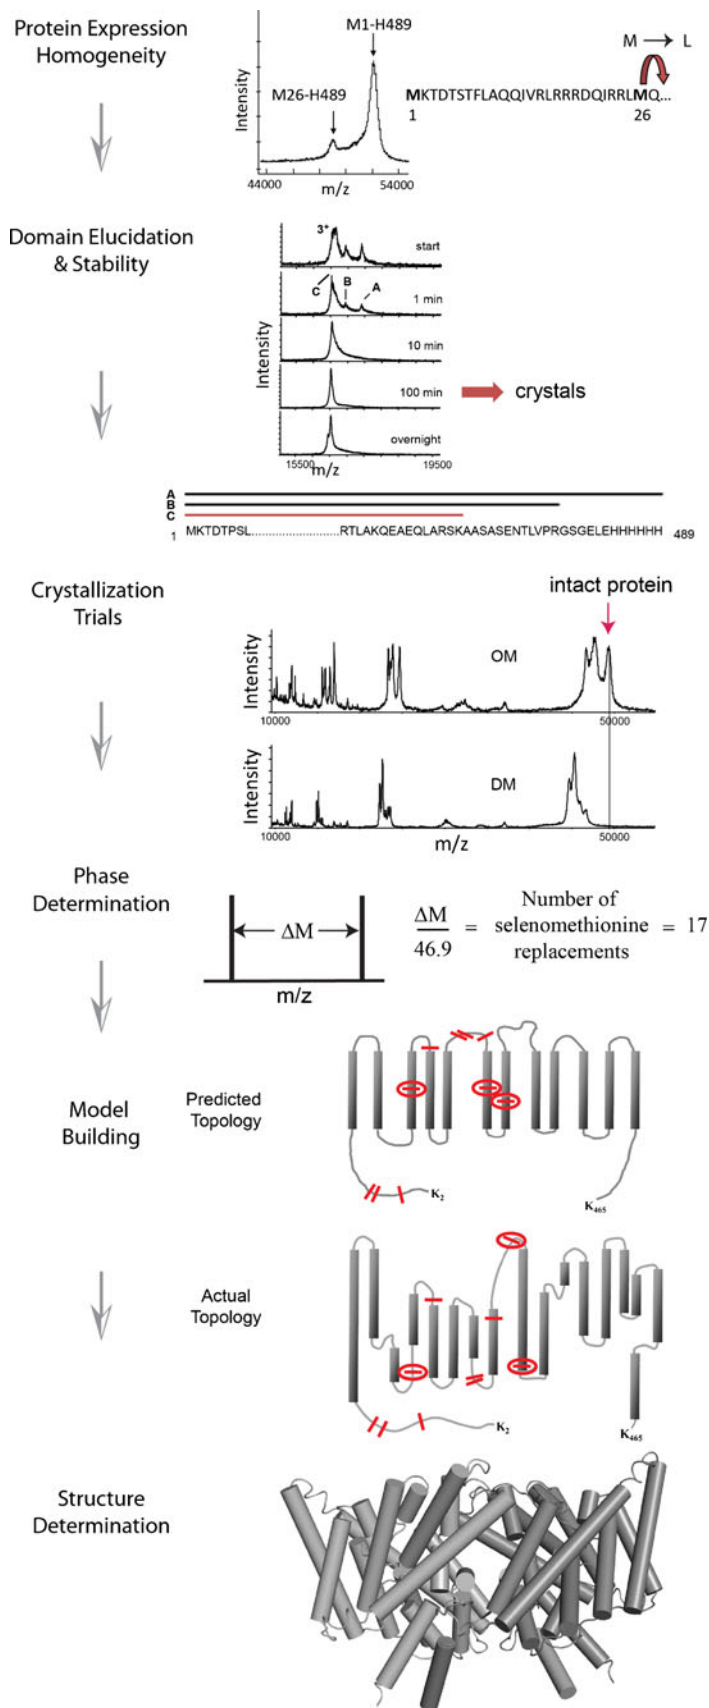 Protein Expression
Homogeneity
M1-H489
M26-H489
Intensity
44000
54000
m/z
M → L
MKTDTSTFLAQQIVRLRRRDQIRRLMQ...
1
26
Domain Elucidation
& Stability
3+
start
C
B
A
1 min
10 min
100 min
crystals
overnight
Intensity
15500
19500
m/z
A
B
C
1
MKTDTPSL......................RTLAKQEAEQLARSKAASASENTLVPRGSGELEHHHHHH
489
Crystallization
Trials
intact protein
OM
Intensity
10000
50000
DM
Intensity
10000
50000
m/z
Phase
Determination
ΔM
m/z
ΔM
46.9
=
Number of
selenomethionine
replacements
= 17
Model
Building
Predicted
Topology
K2
K465
Actual
Topology
K2
K465
Structure
Determination